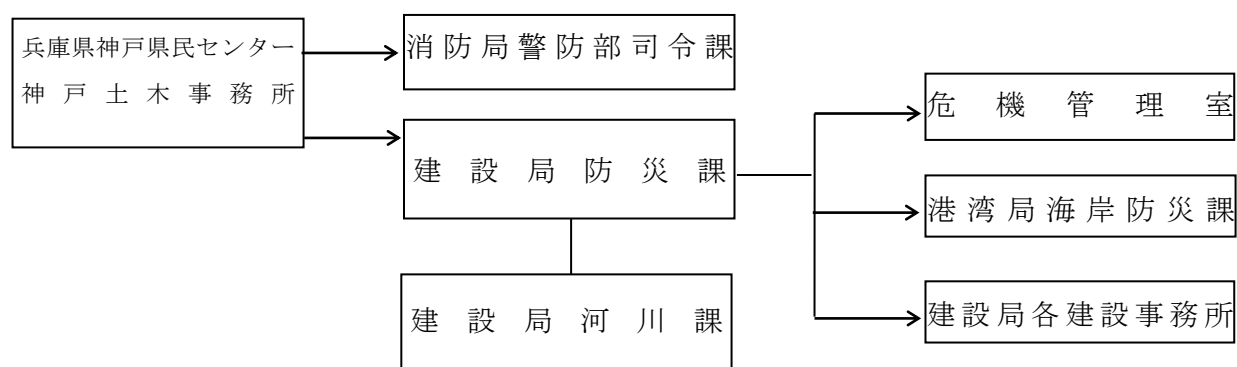 兵庫県神戸県民センター
神戸土木事務所
消防局警防部司令課
建設局防災課
建設局河川課
危機管理室
港湾局海岸防災課
建設局各建設事務所